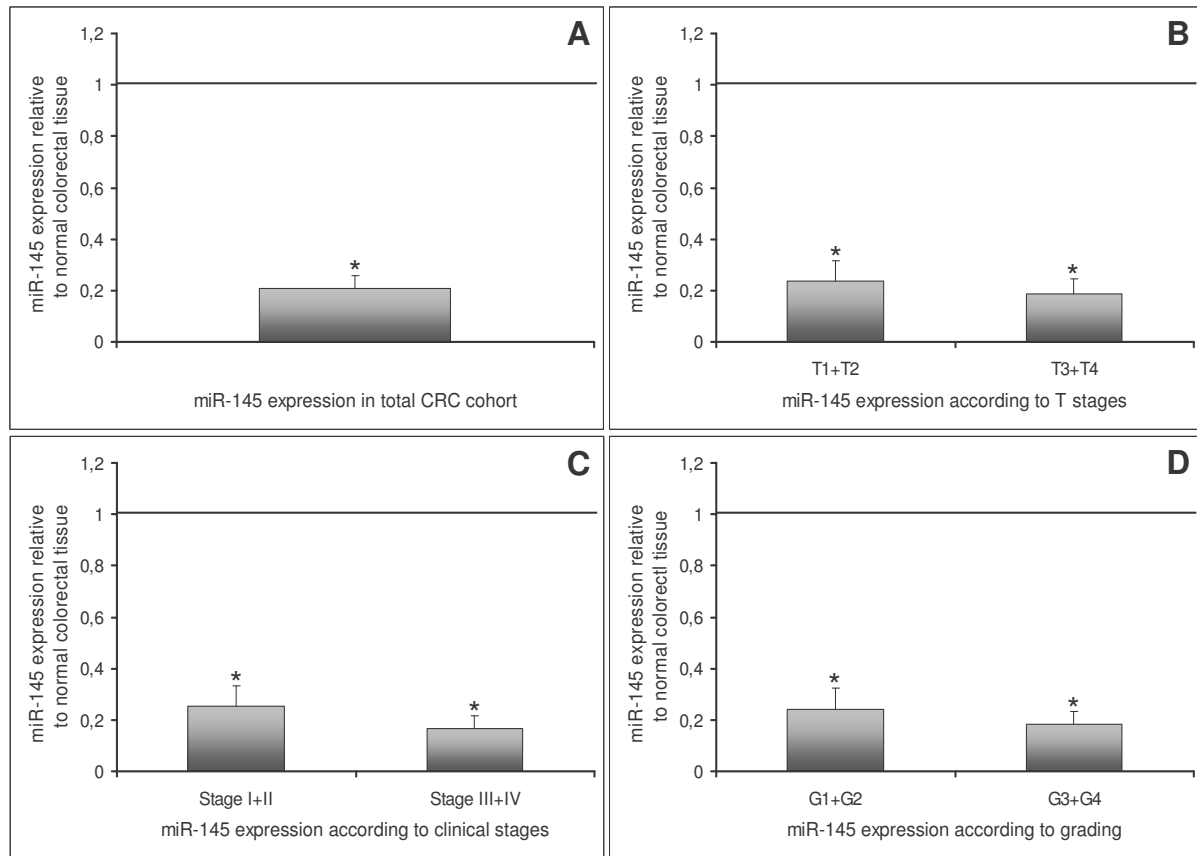 A
miR-145 expression relative
to normal colorectal tissue
1,2
1
0,8
0,6
0,4
0,2
0
*
miR-145 expression in total CRC cohort
B
miR-145 expression relative
to normal colorectal tissue
1,2
1
0,8
0,6
0,4
0,2
0
*
*
T1+T2
T3+T4
miR-145 expression according to T stages
C
miR-145 expression relative
to normal colorectal tissue
1,2
1
0,8
0,6
0,4
0,2
0
*
*
Stage I+II
Stage III+IV
miR-145 expression according to clinical stages
D
miR-145 expression relative
to normal colorectl tissue
1,2
1
0,8
0,6
0,4
0,2
0
*
*
G1+G2
G3+G4
miR-145 expression according to grading